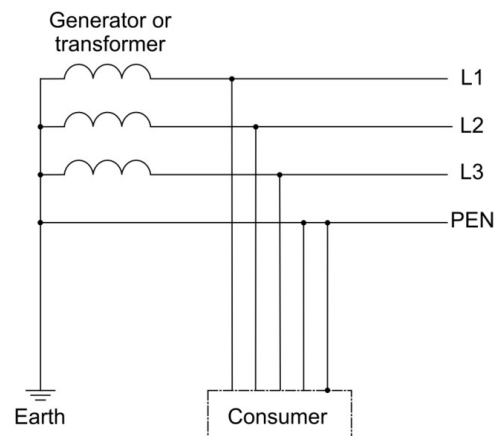 Generator or
transformer
L1
L2
L3
PEN
Earth
Consumer